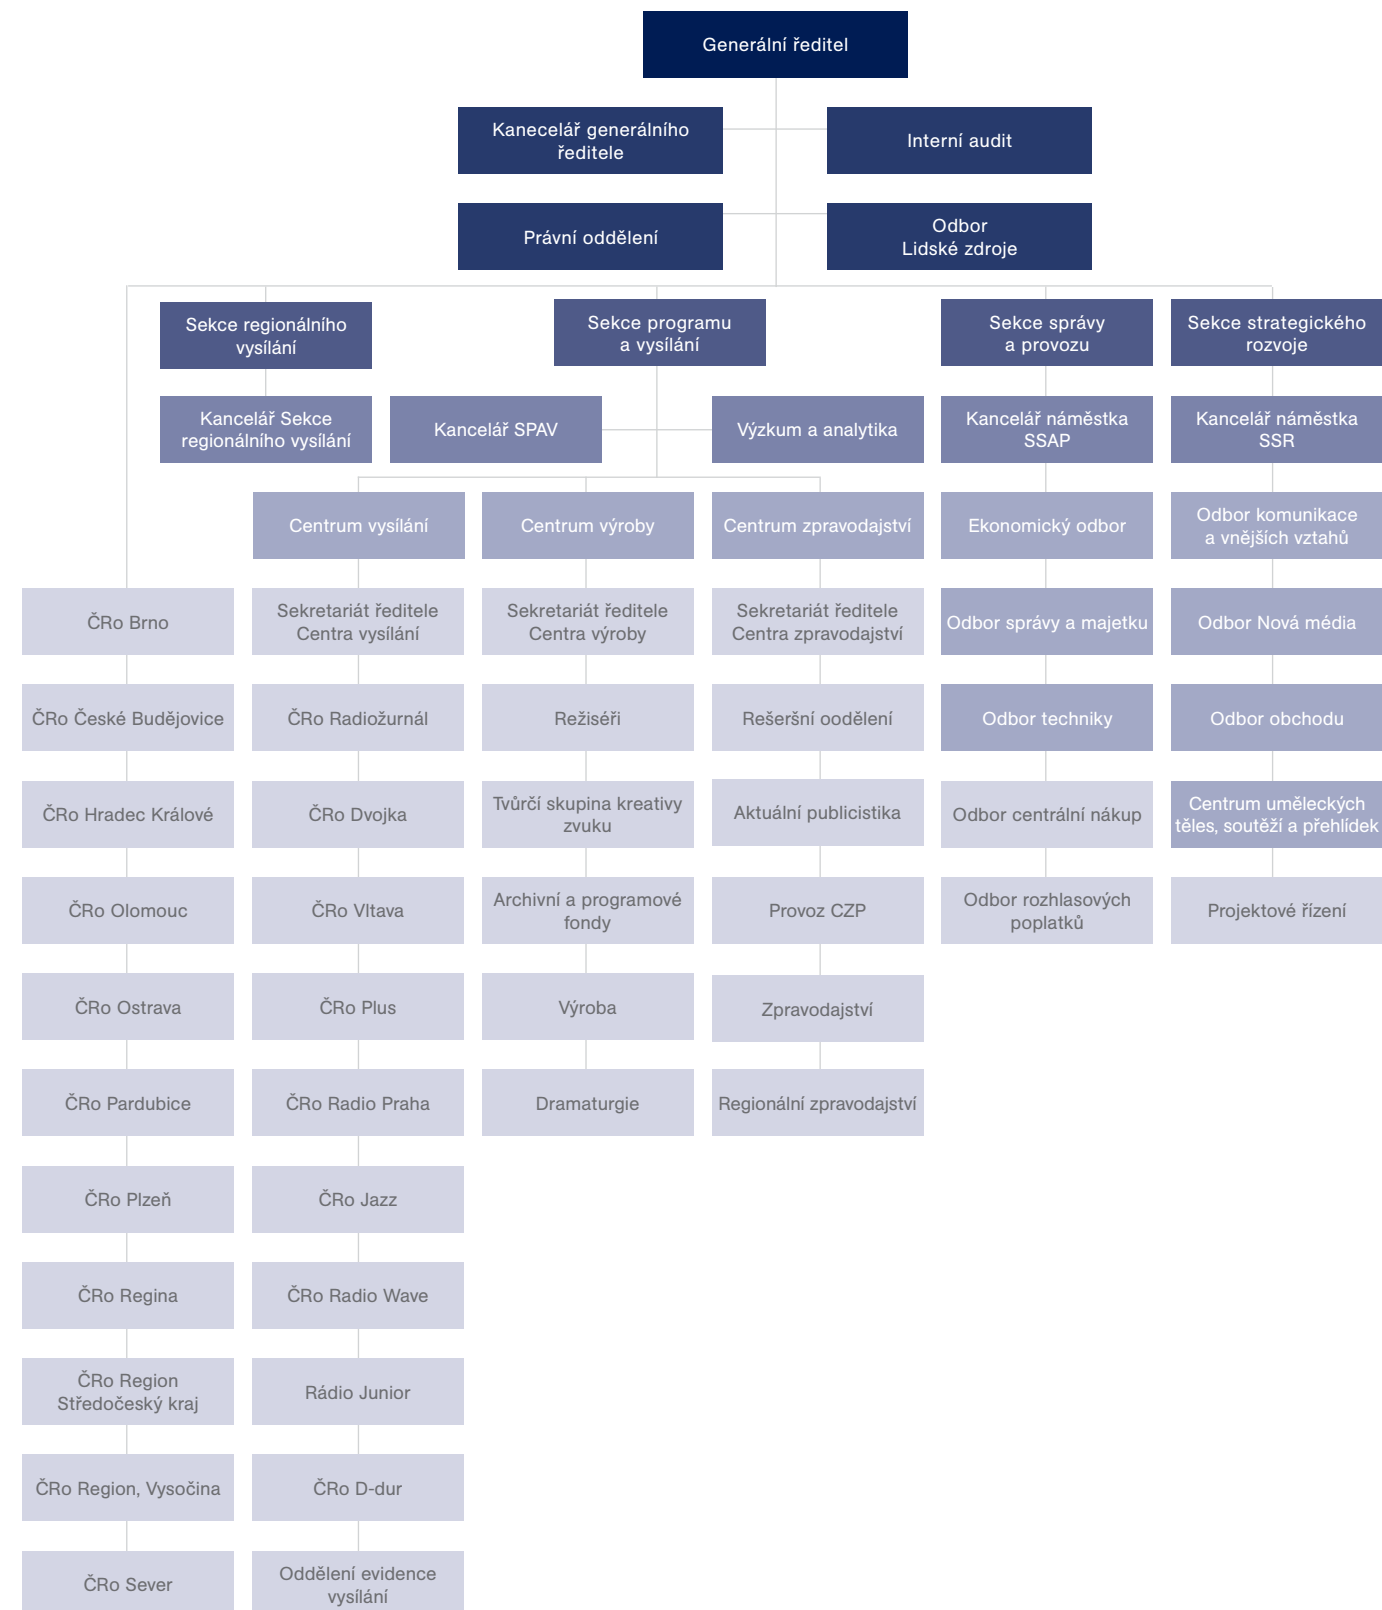 Generální ředitel
Kanecelář generálního
ředitele
Interní audit
Právní oddělení
Odbor
Lidské zdroje
Sekce regionálního
vysílání
Sekce programu
a vysílání
Sekce správy
a provozu
Sekce strategického
rozvoje
Kancelář Sekce
regionálního vysílání
Kancelář SPAV
Výzkum a analytika
Kancelář náměstka
SSAP
Kancelář náměstka
SSR
Centrum vysílání
Centrum výroby
Centrum zpravodajství
Ekonomický odbor
Odbor komunikace
a vnějších vztahů
ČRo Brno
Sekretariát ředitele
Centra vysílání
Sekretariát ředitele
Centra výroby
Sekretariát ředitele
Centra zpravodajství
Odbor správy a majetku
Odbor Nová média
ČRo České Budějovice
ČRo Radiožurnál
Režiséři
Rešeršní oodělení
Odbor techniky
Odbor obchodu
ČRo Hradec Králové
ČRo Dvojka
Tvůrčí skupina kreativy
zvuku
Aktuální publicistika
Odbor centrální nákup
Centrum uměleckých
těles, soutěží a přehlídek
ČRo Olomouc
ČRo Vltava
Archivní a programové
fondy
Provoz CZP
Odbor rozhlasových
poplatků
Projektové řízení
ČRo Ostrava
ČRo Plus
Výroba
Zpravodajství
ČRo Pardubice
ČRo Radio Praha
Dramaturgie
Regionální zpravodajství
ČRo Plzeň
ČRo Jazz
ČRo Regina
ČRo Radio Wave
ČRo Region
Středočeský kraj
Rádio Junior
ČRo Region, Vysočina
ČRo D-dur
ČRo Sever
Oddělení evidence
vysílání